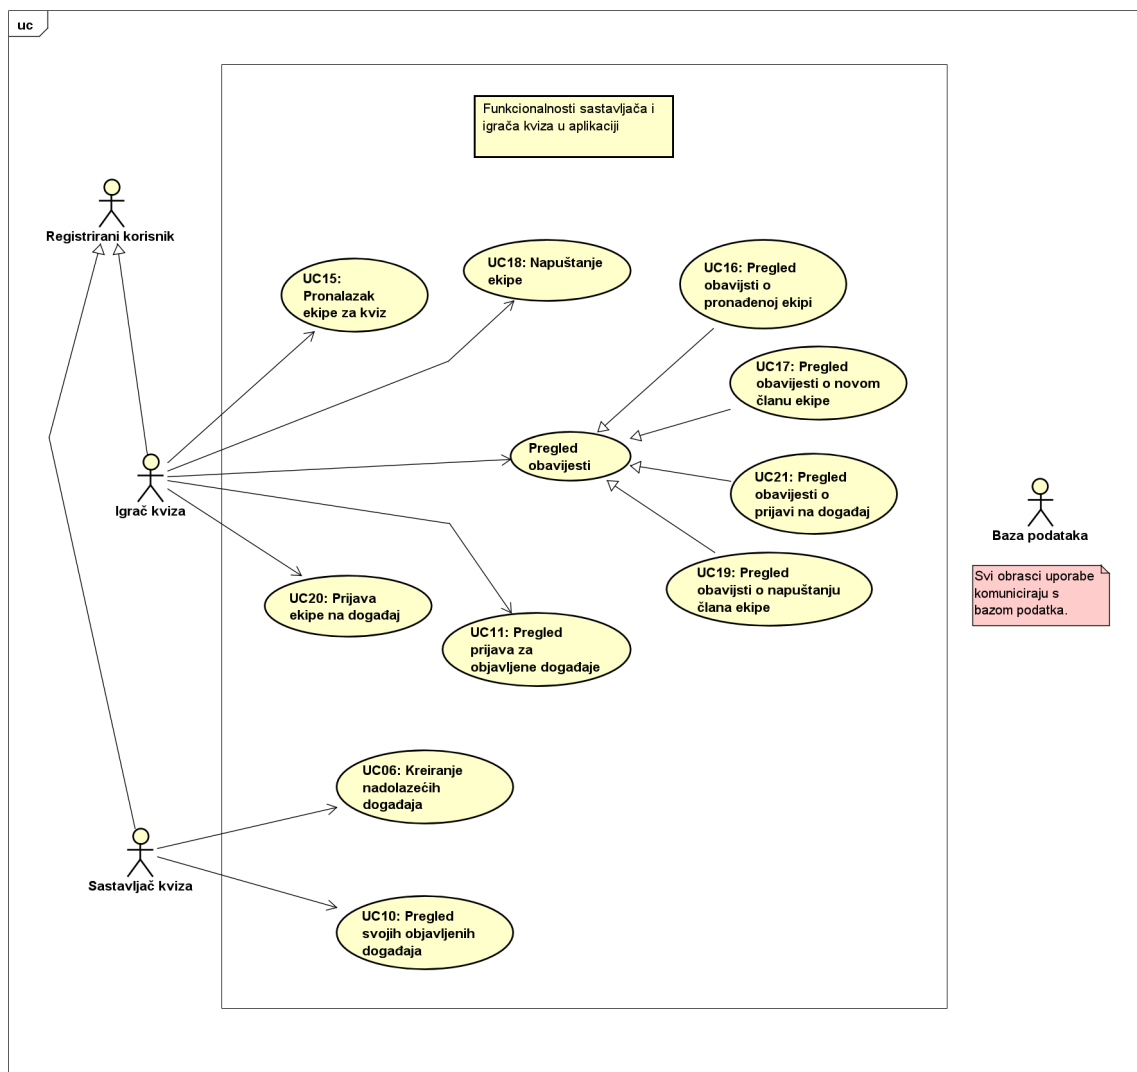 uc
Funkcionalnosti sastavljača i
igrača kviza u aplikaciji
Registrirani korisnik
UC15:
Pronalazak
ekipe za kviz
UC18: Napuštanje
ekipe
UC16: Pregled
obavijsti o
pronađenoj ekipi
UC17: Pregled
obavijesti o novom
članu ekipe
Pregled
obavijesti
UC21: Pregled
obavijesti o
prijavi na događaj
Igrač kviza
Baza podataka
Svi obrasci uporabe
komuniciraju s
bazom podatka.
UC19: Pregled
obavijsti o napuštanju
člana ekipe
UC20: Prijava
ekipe na događaj
UC11: Pregled
prijava za
objavljene događaje
UC06: Kreiranje
nadolazećih
događaja
Sastavljač kviza
UC10: Pregled
svojih objavljenih
događaja